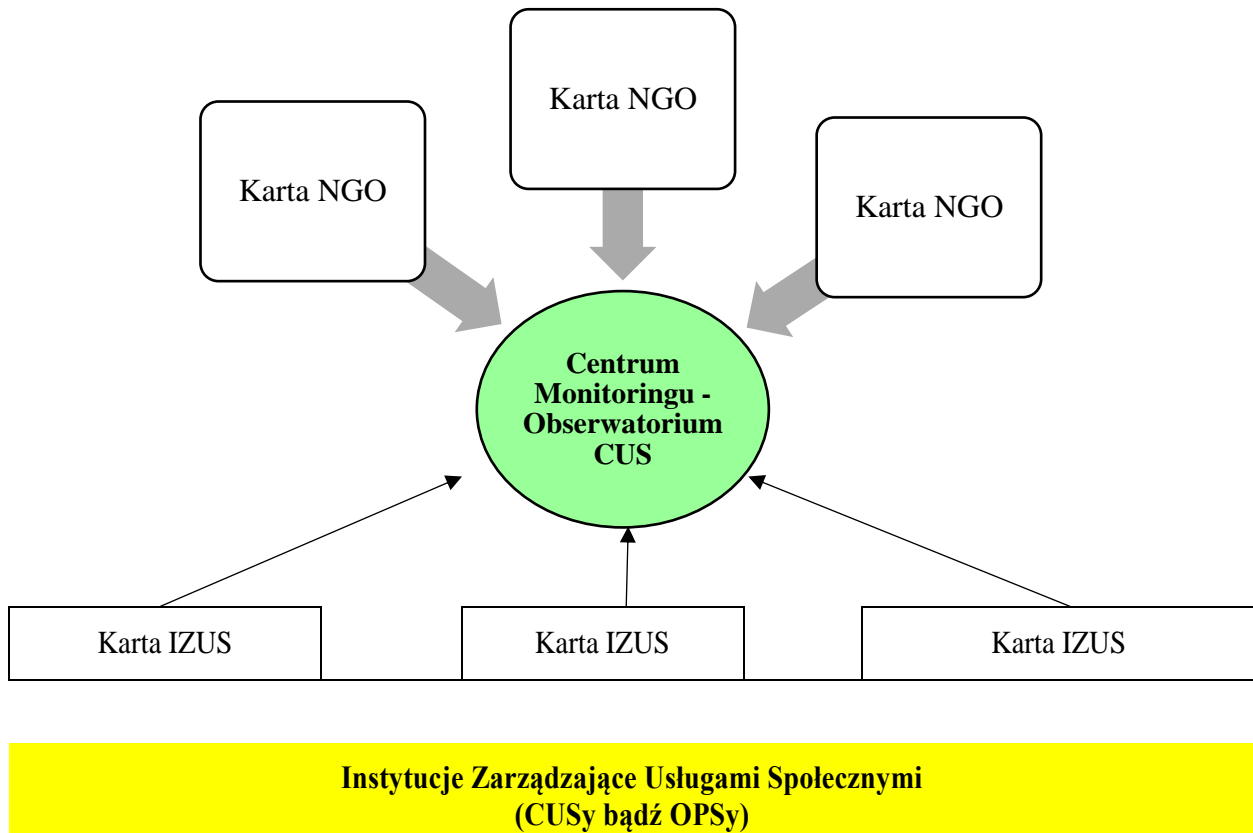 Karta NGO
Karta NGO
Karta NGO
Centrum
Monitoringu -
Obserwatorium
CUS
Karta IZUS
Karta IZUS
Karta IZUS
Instytucje Zarządzające Usługami Społecznymi
(CUSy bądź OPSy)